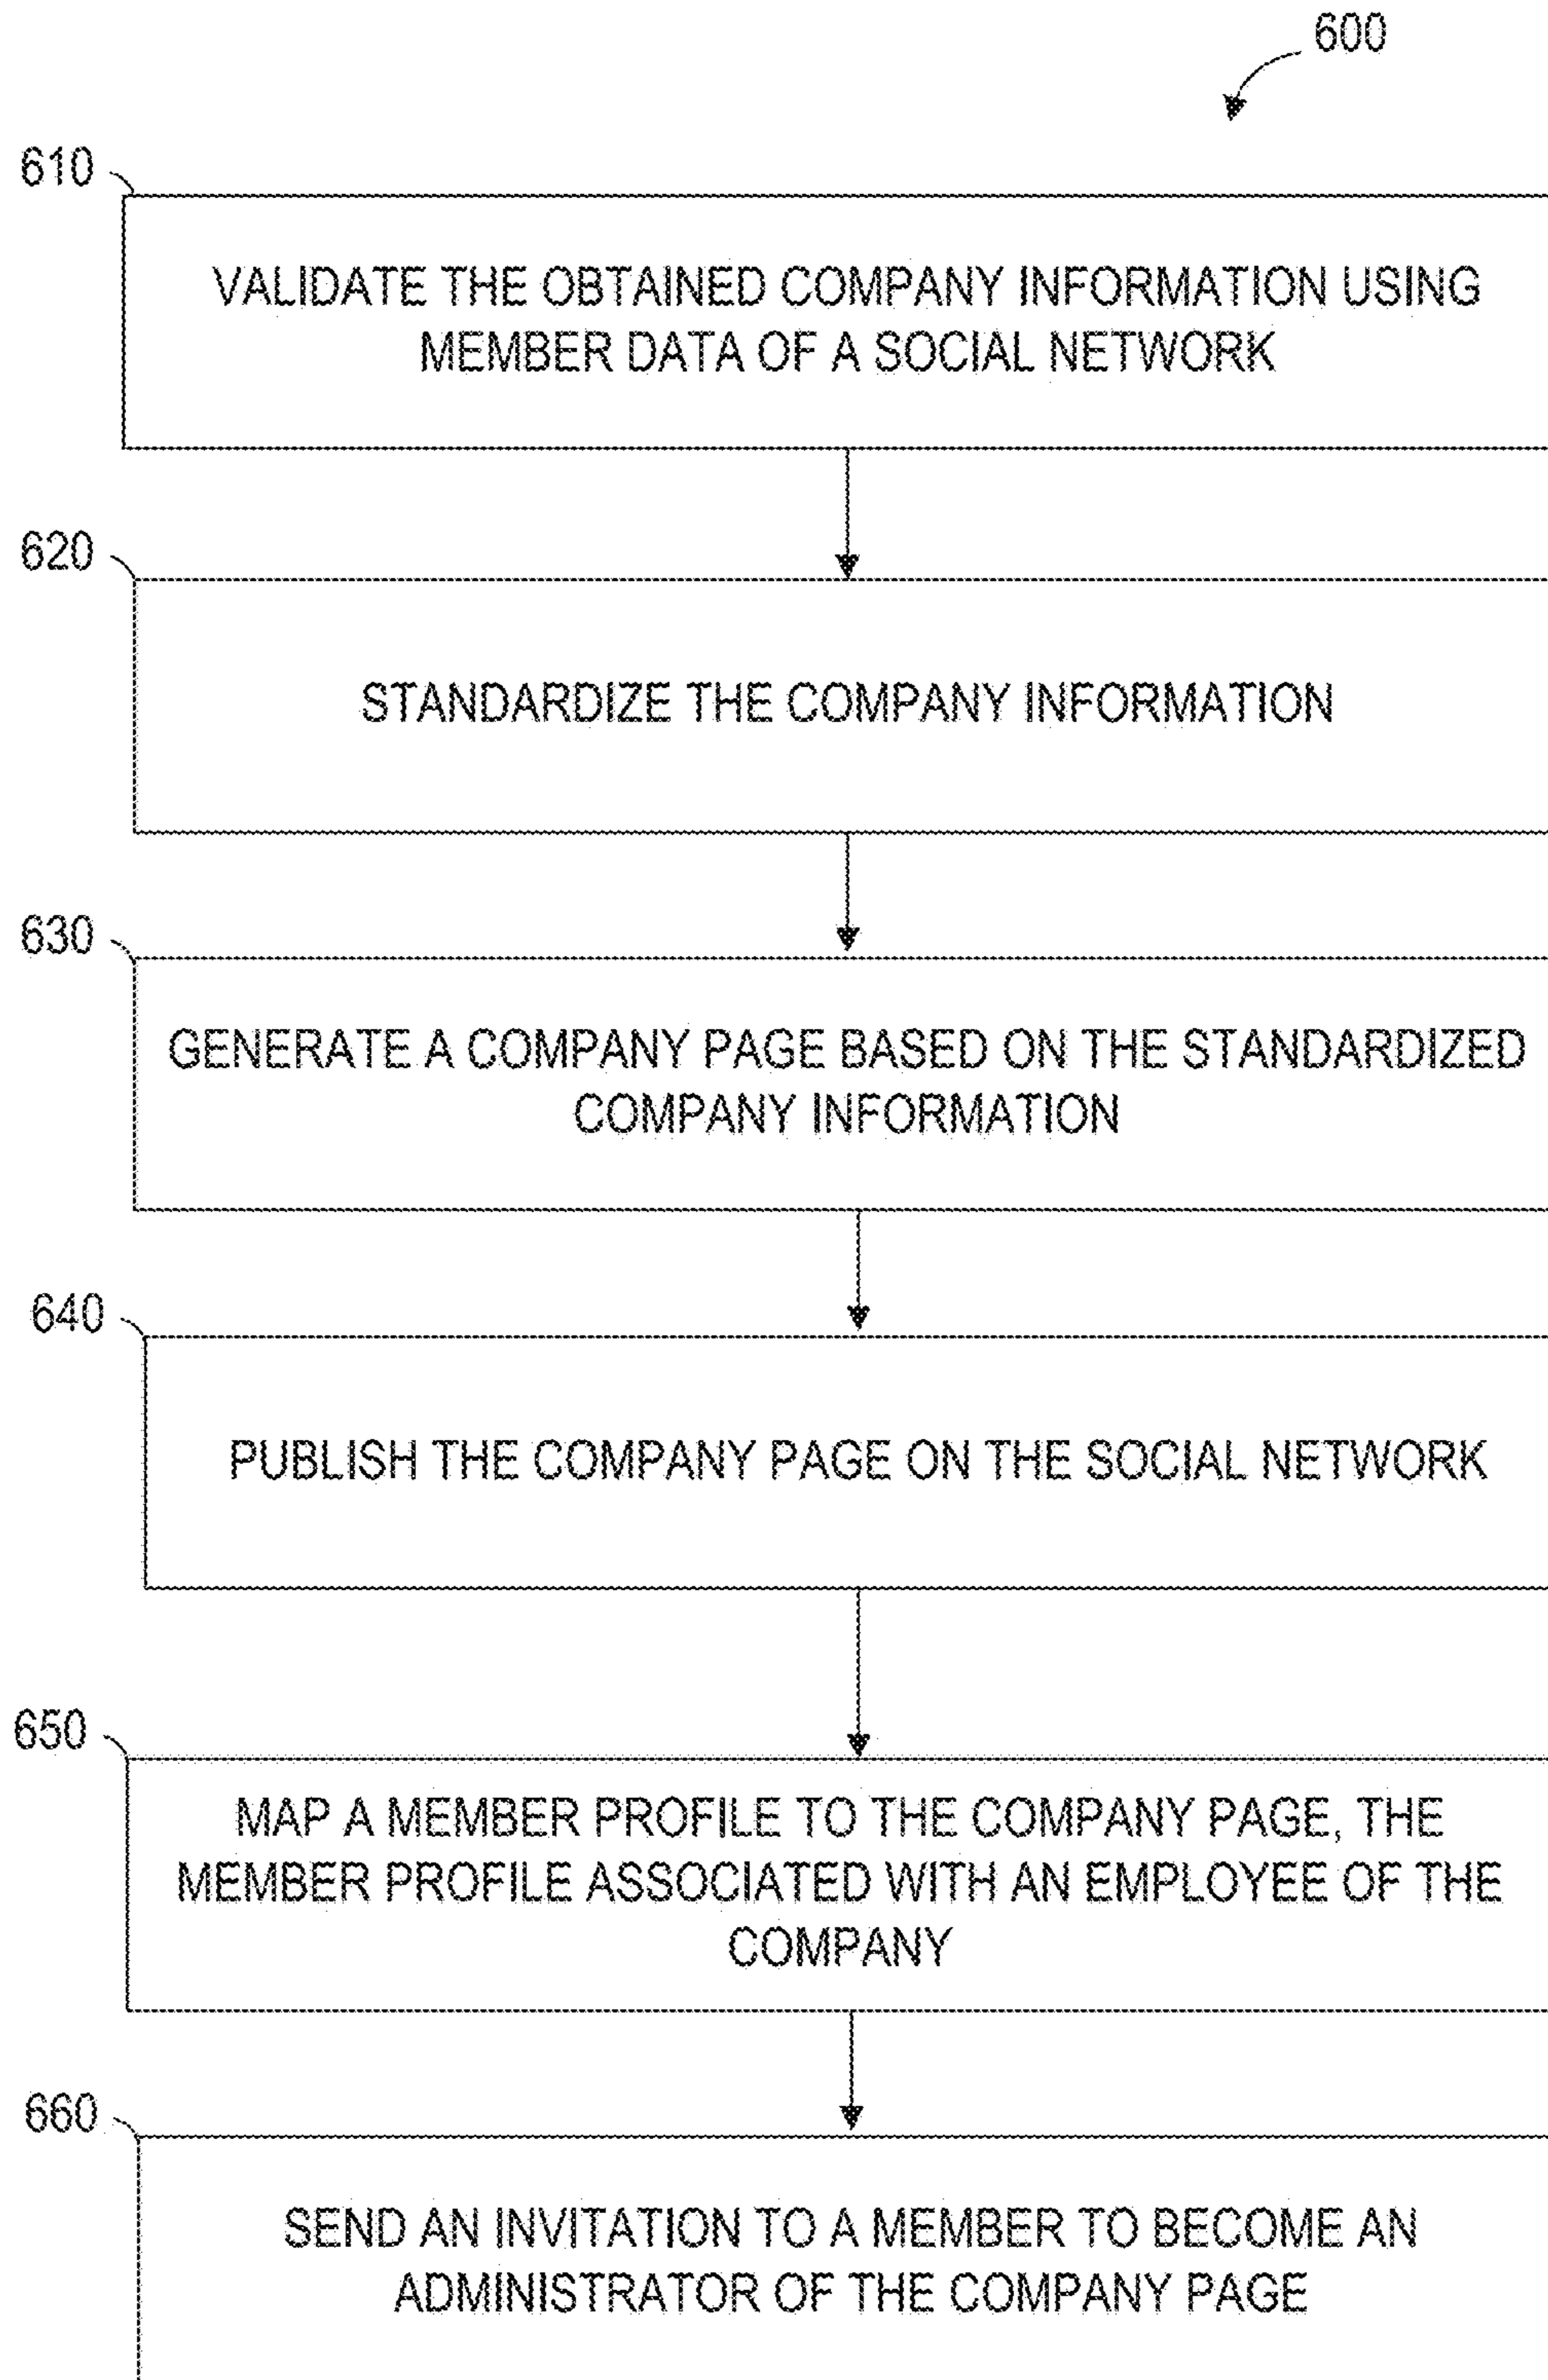 600
610
VALIDATE THE OBTAINED COMPANY INFORMATION USING
MEMBER DATA OF A SOCIAL NETWORK
620
STANDARDIZE THE COMPANY INFORMATION
630
GENERATE A COMPANY PAGE BASED ON THE STANDARDIZED
COMPANY INFORMATION
640
PUBLISH THE COMPANY PAGE ON THE SOCIAL NETWORK
650
MAP A MEMBER PROFILE TO THE COMPANY PAGE, THE
MEMBER PROFILE ASSOCIATED WITH AN EMPLOYEE OF THE
COMPANY
660
SEND AN INVITATION TO A MEMBER TO BECOME AN
ADMINISTRATOR OF THE COMPANY PAGE